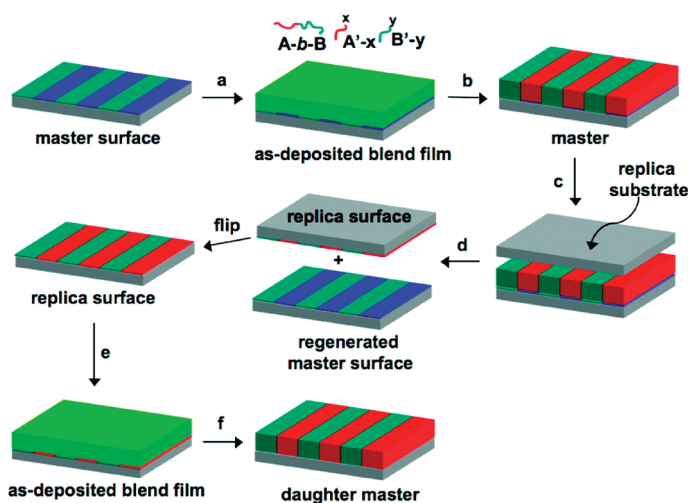 x y
A-b-B A'-x B'-y
a
b
master surface
as-deposited blend film
master
c
replica
substrate
replica surface
flip
d
+
replica surface
regenerated
master surface
e
f
as-deposited blend film
daughter master